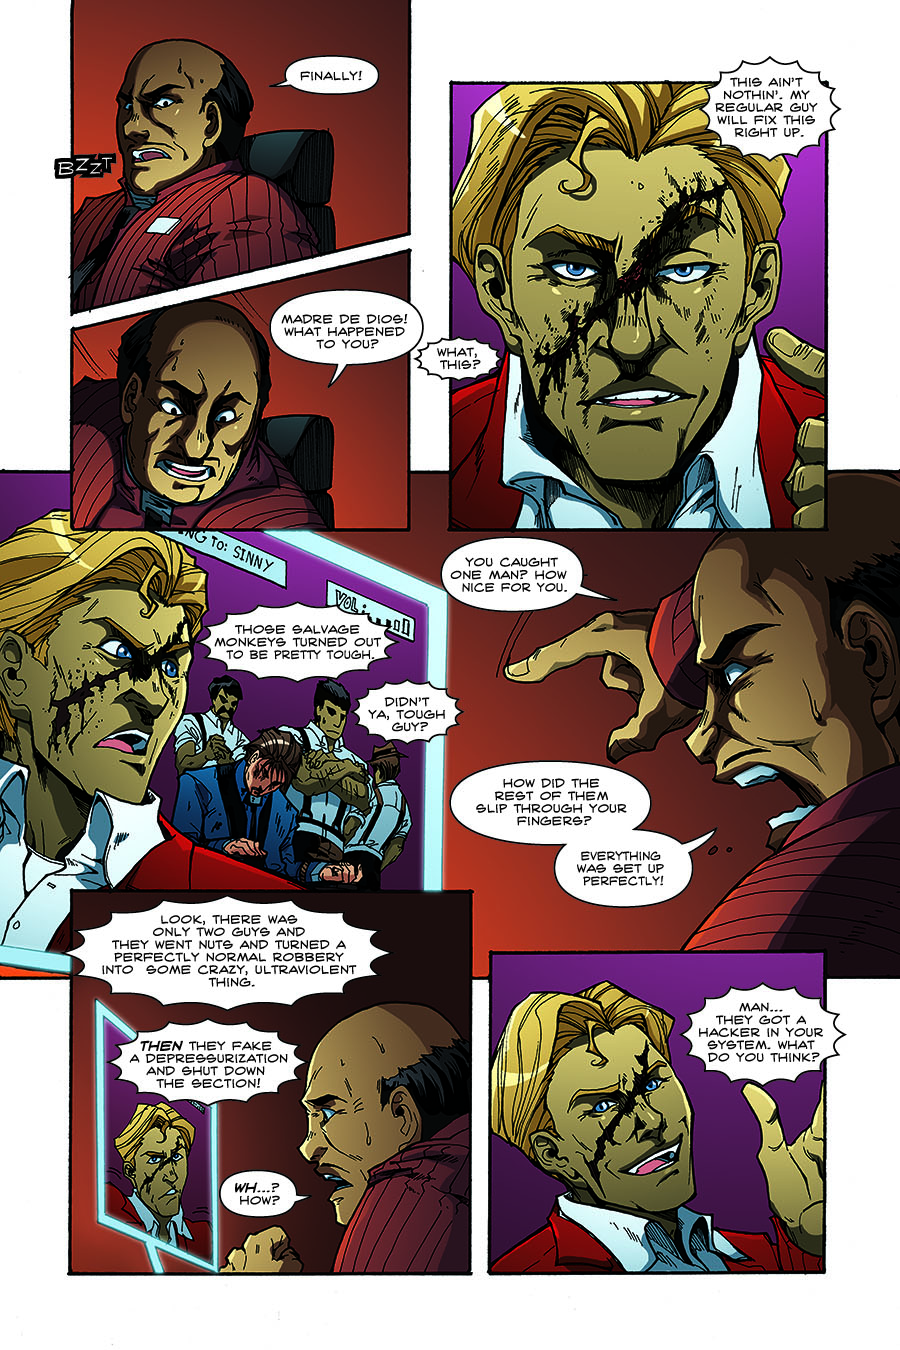 FINALLY!
BZZT
MADRE DE DIOS!
WHAT HAPPENED
TO YOU?
THIS AIN'T
NOTHIN'. MY
REGULAR GUY
WILL FIX THIS
RIGHT UP.
WHAT,
THIS?
NG TO: SINNY
VOL
THOSE SALVAGE
MONKEYS TURNED OUT
TO BE PRETTY TOUGH.
DIDN'T
YA, TOUGH
GUY?
YOU CAUGHT
ONE MAN? HOW
NICE FOR YOU.
HOW DID THE
REST OF THEM
SLIP THROUGH YOUR
FINGERS?
EVERYTHING
WAS SET UP
PERFECTLY!
LOOK, THERE WAS
ONLY TWO GUYS AND
THEY WENT NUTS AND TURNED A
PERFECTLY NORMAL ROBBERY
INTO SOME CRAZY, ULTRAVIOLENT
THING.
THEN THEY FAKE
A DEPRESSURIZATION
AND SHUT DOWN
THE SECTION!
WH...?
HOW?
MAN...
THEY GOT A
HACKER IN YOUR
SYSTEM. WHAT
DO YOU THINK?